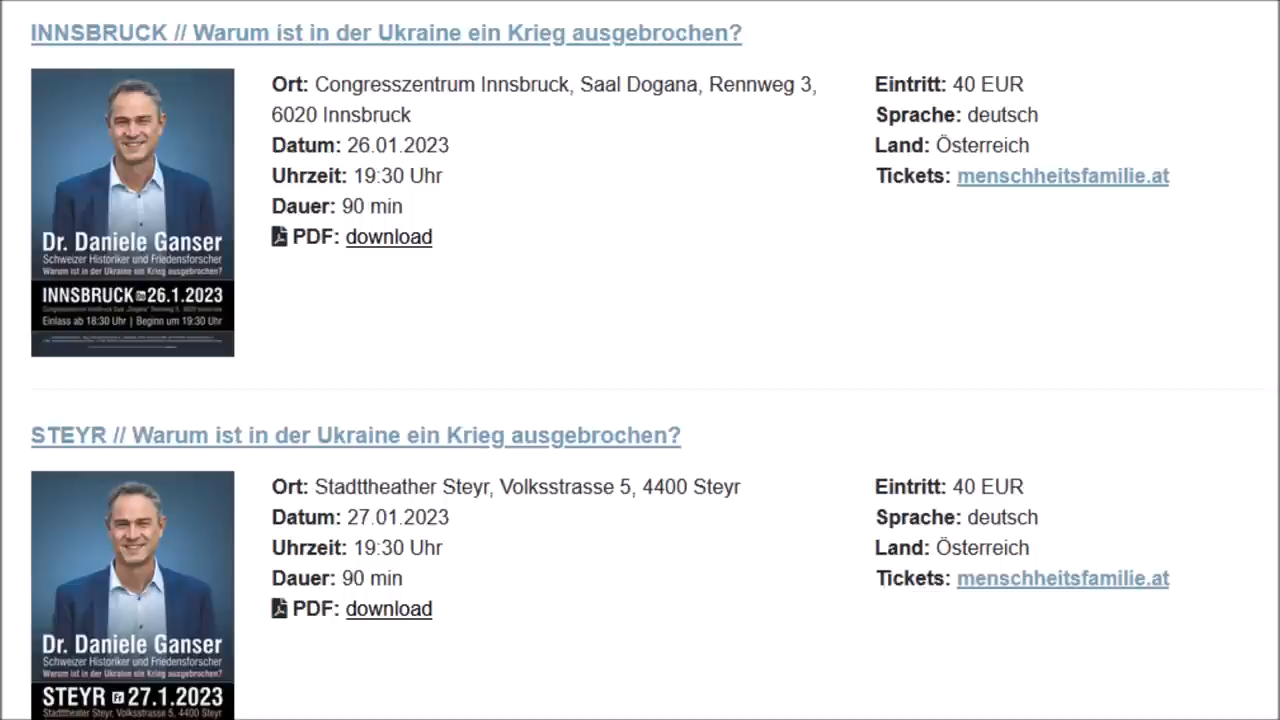 INNSBRUCK // Warum ist in der Ukraine ein Krieg ausgebrochen?
Dr. Daniele Ganser
Schweizer Historiker und Friedensforscher
Warum ist in der Ukraine ein Krieg ausgebrochen?
INNSBRUCK 26.1.2023
Einlass ab 18:30 Uhr | Beginn um 19:30 Uhr
Ort: Congresszentrum Innsbruck, Saal Dogana, Rennweg 3,
6020 Innsbruck
Datum: 26.01.2023
Uhrzeit: 19:30 Uhr
Dauer: 90 min
PDF: download
Eintritt: 40 EUR
Sprache: deutsch
Land: Österreich
Tickets: menschheitsfamilie.at
STEYR // Warum ist in der Ukraine ein Krieg ausgebrochen?
Dr. Daniele Ganser
Schweizer Historiker und Friedensforscher
Warum ist in der Ukraine ein Krieg ausgebrochen?
STEYR Fr 27.1.2023
Stadttheater Steyr, Volksstrasse 5, 4400 Steyr
Ort: Stadttheather Steyr, Volksstrasse 5, 4400 Steyr
Datum: 27.01.2023
Uhrzeit: 19:30 Uhr
Dauer: 90 min
PDF: download
Eintritt: 40 EUR
Sprache: deutsch
Land: Österreich
Tickets: menschheitsfamilie.at